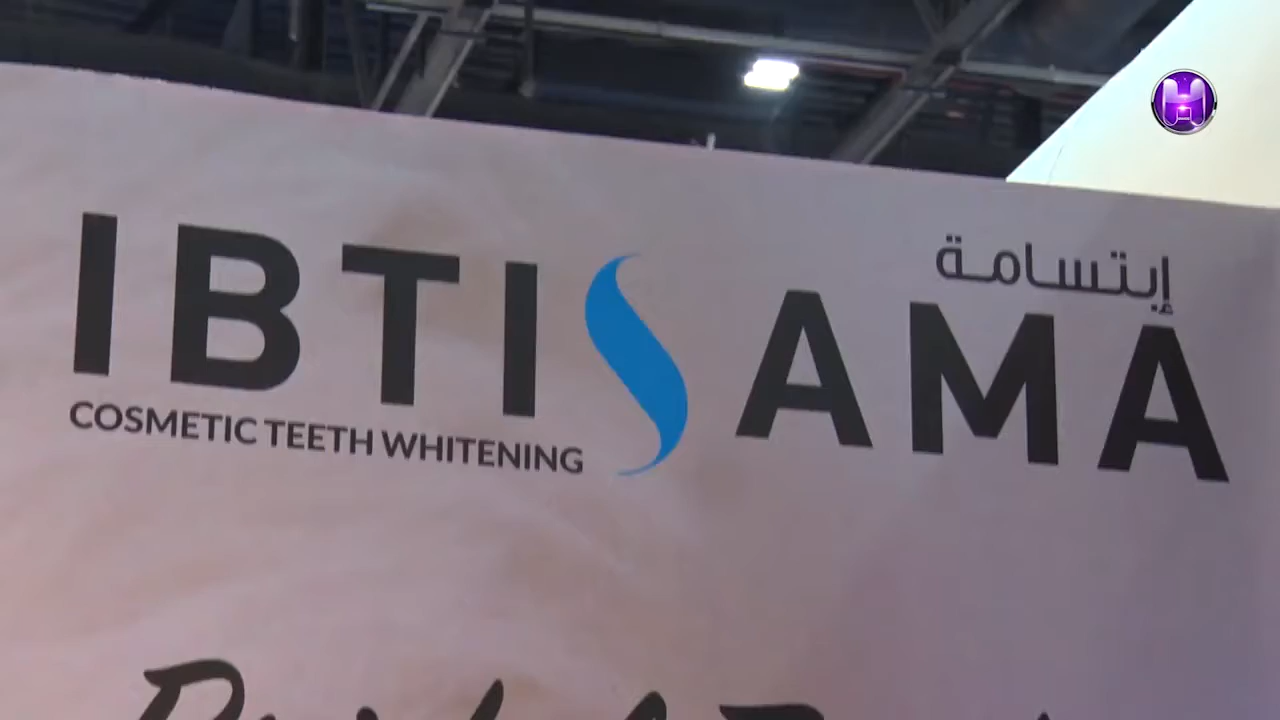 إبتسامة
IBTISAMA
COSMETIC TEETH WHITENING